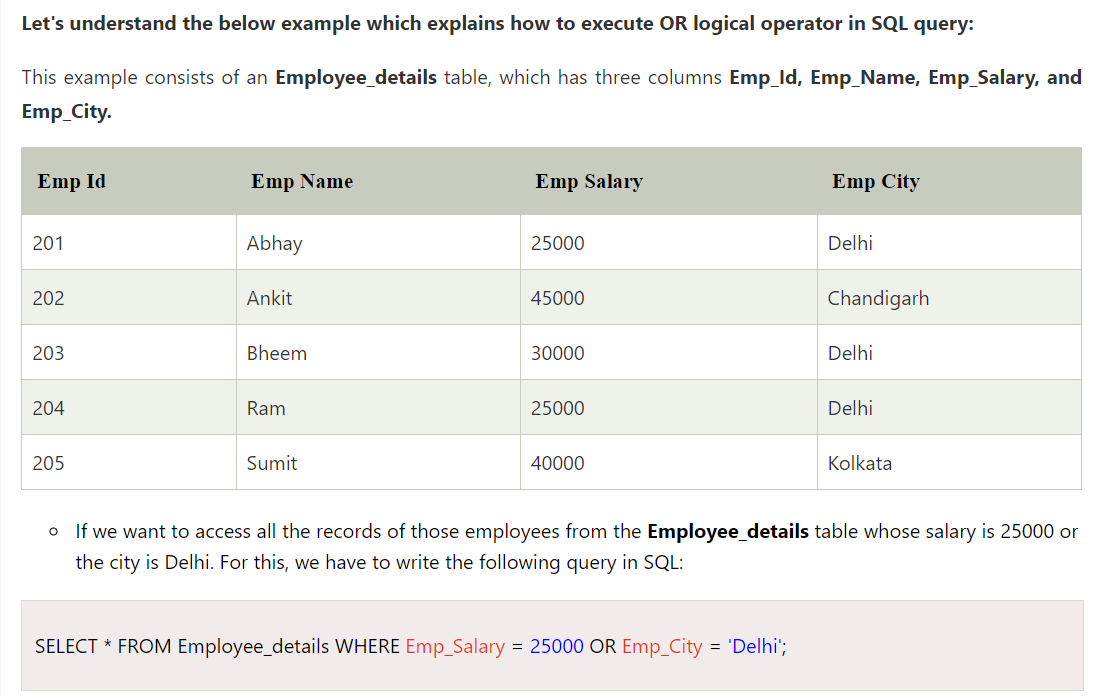 Let's understand the below example which explains how to execute OR logical operator in SQL query:
This example consists of an Employee_details table, which has three columns Emp_Id, Emp_Name, Emp_Salary, and
Emp_City.
Emp Id Emp Name Emp Salary Emp City
201 Abhay 25000 Delhi
202 Ankit 45000 Chandigarh
203 Bheem 30000 Delhi
204 Ram 25000 Delhi
205 Sumit 40000 Kolkata
If we want to access all the records of those employees from the Employee_details table whose salary is 25000 or
the city is Delhi. For this, we have to write the following query in SQL:
SELECT * FROM Employee_details WHERE Emp_Salary = 25000 OR Emp_City = 'Delhi';